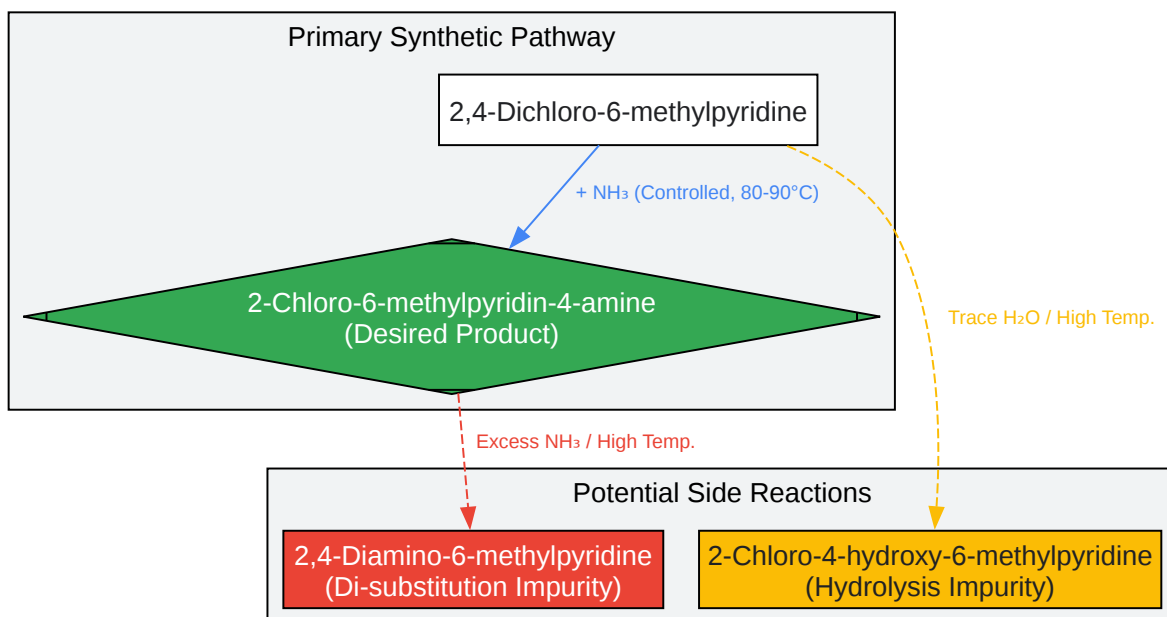 Primary Synthetic Pathway
2,4-Dichloro-6-methylpyridine
+ NH₃ (Controlled, 80-90°C)
2-Chloro-6-methylpyridin-4-amine
(Desired Product)
Trace H₂O / High Temp.
Excess NH₃ / High Temp.
Potential Side Reactions
2,4-Diamino-6-methylpyridine
(Di-substitution Impurity)
2-Chloro-4-hydroxy-6-methylpyridine
(Hydrolysis Impurity)